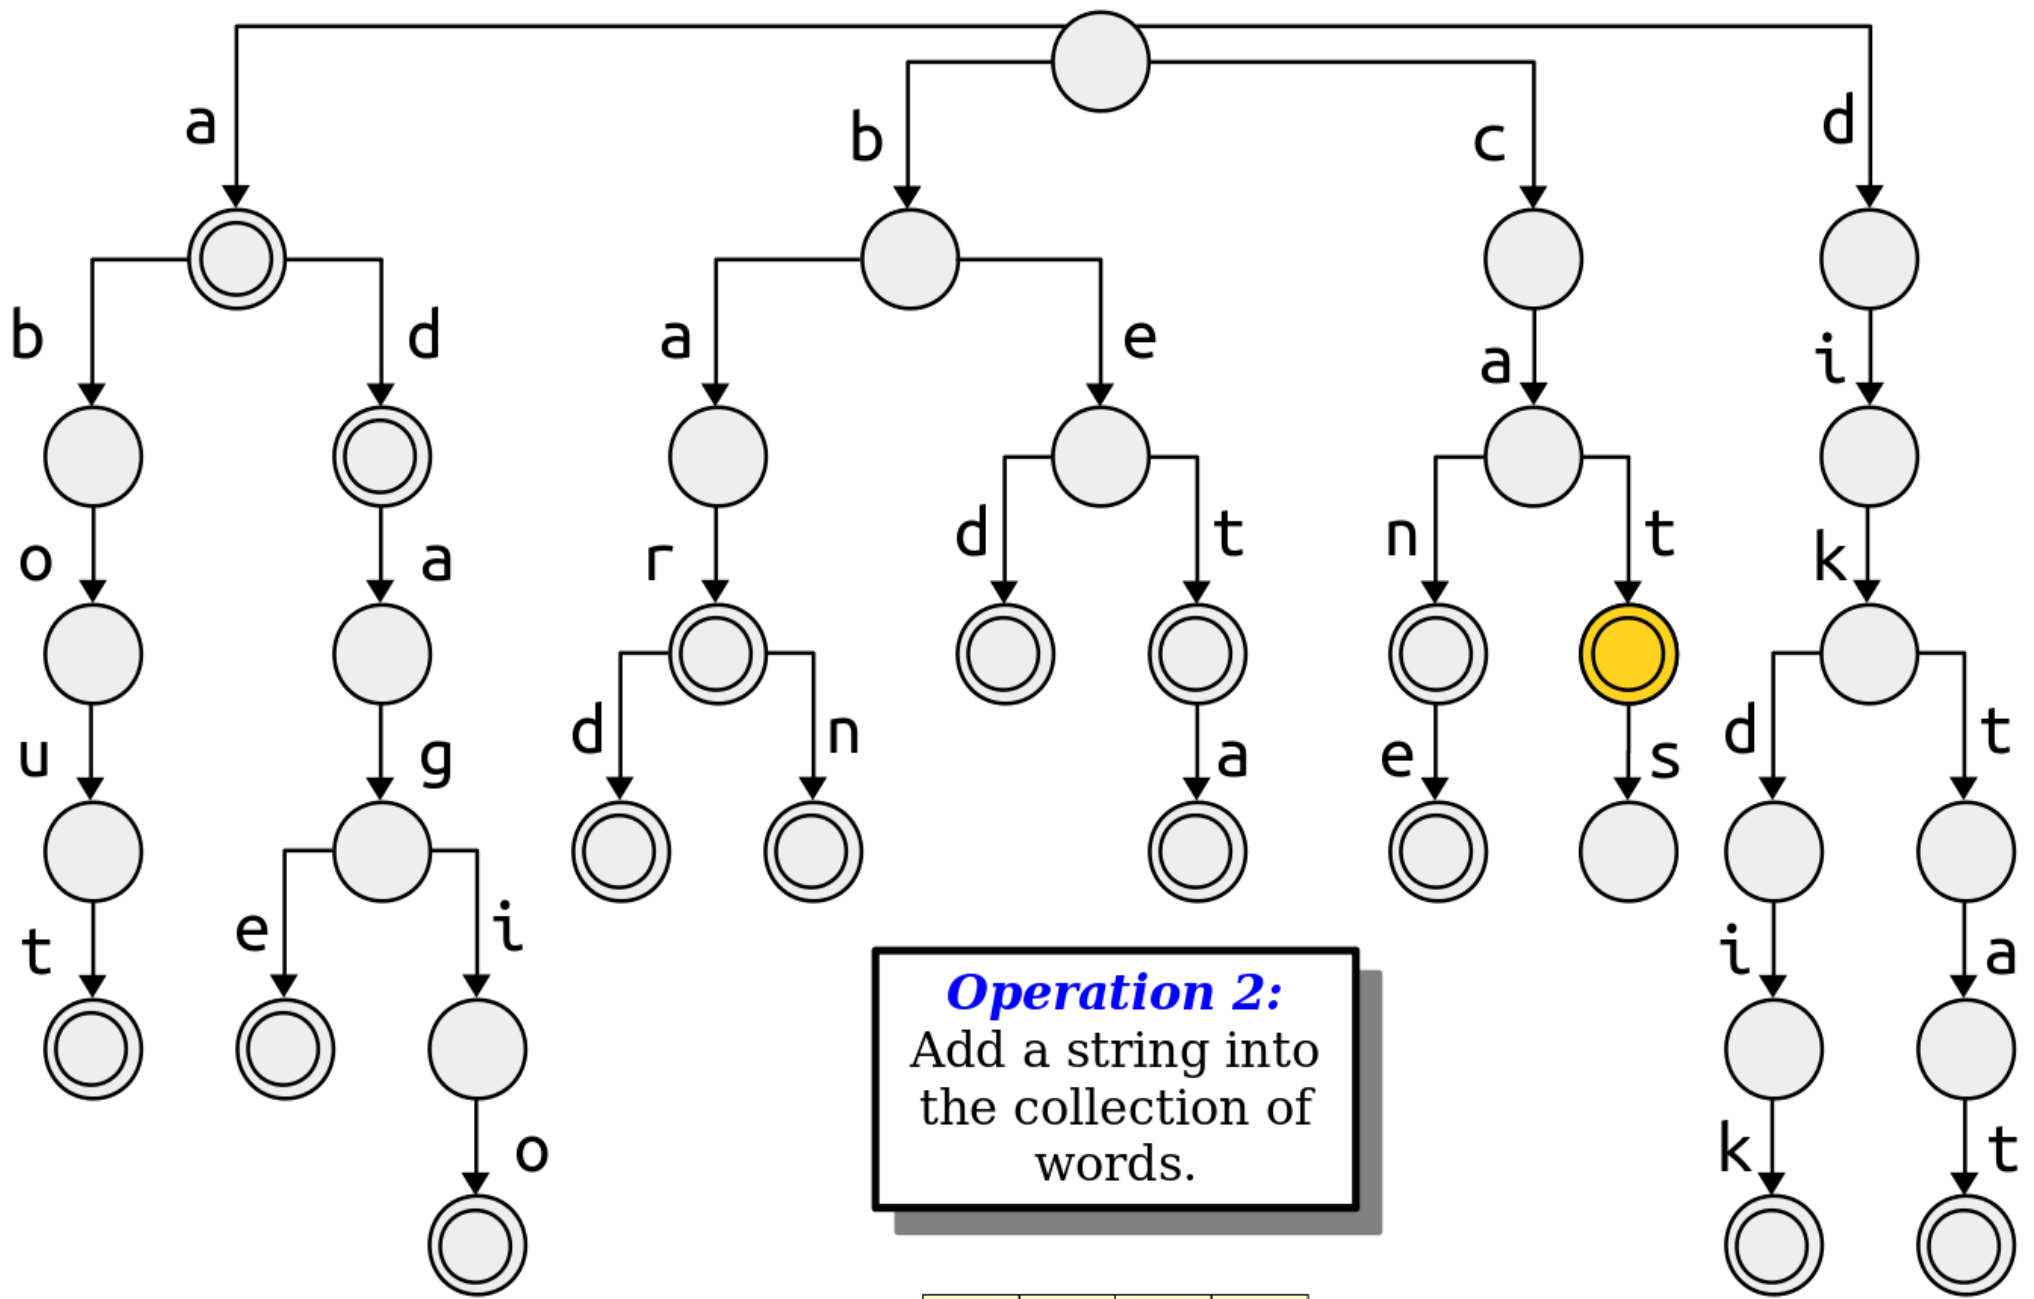 a
b
c
d
b
d
a
e
a
i
o
a
r
d
t
n
t
k
u
g
d
n
a
e
s
d
t
t
e
i
i
a
o
k
t
Operation 2:
Add a string into
the collection of
words.